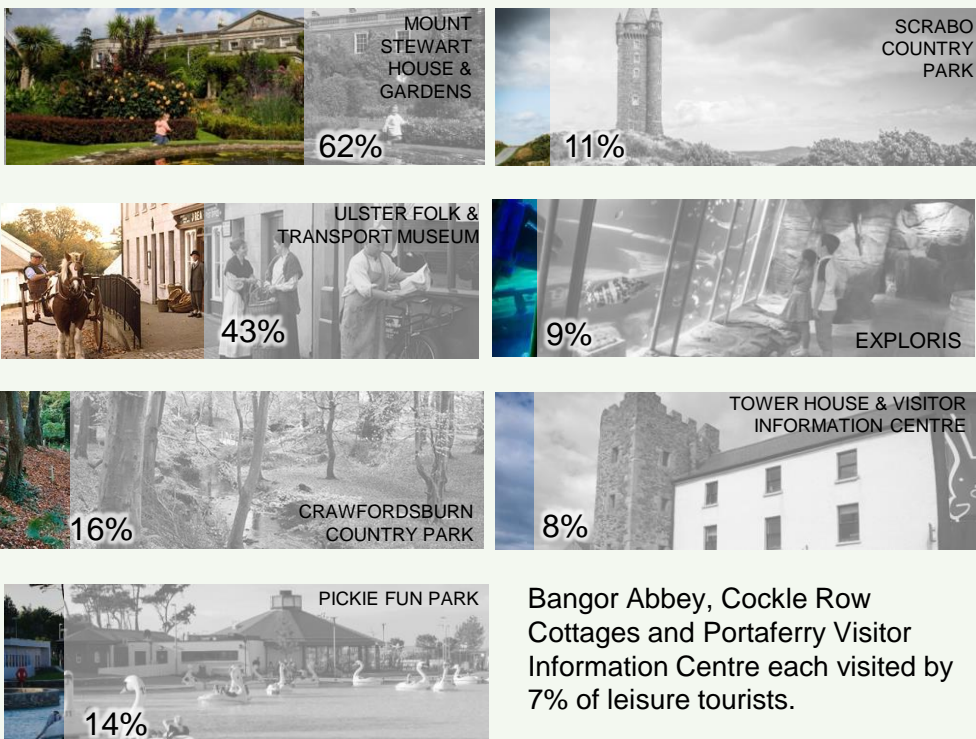 MOUNT
STEWART
HOUSE &
GARDENS
62%
SCRABO
COUNTRY
PARK
11%
ULSTER FOLK &
TRANSPORT MUSEUM
43%
9%
EXPLORIS
16%
CRAWFORDSBURN
COUNTRY PARK
TOWER HOUSE & VISITOR
INFORMATION CENTRE
8%
PICKIE FUN PARK
14%
Bangor Abbey, Cockle Row
Cottages and Portaferry Visitor
Information Centre each visited by
7% of leisure tourists.